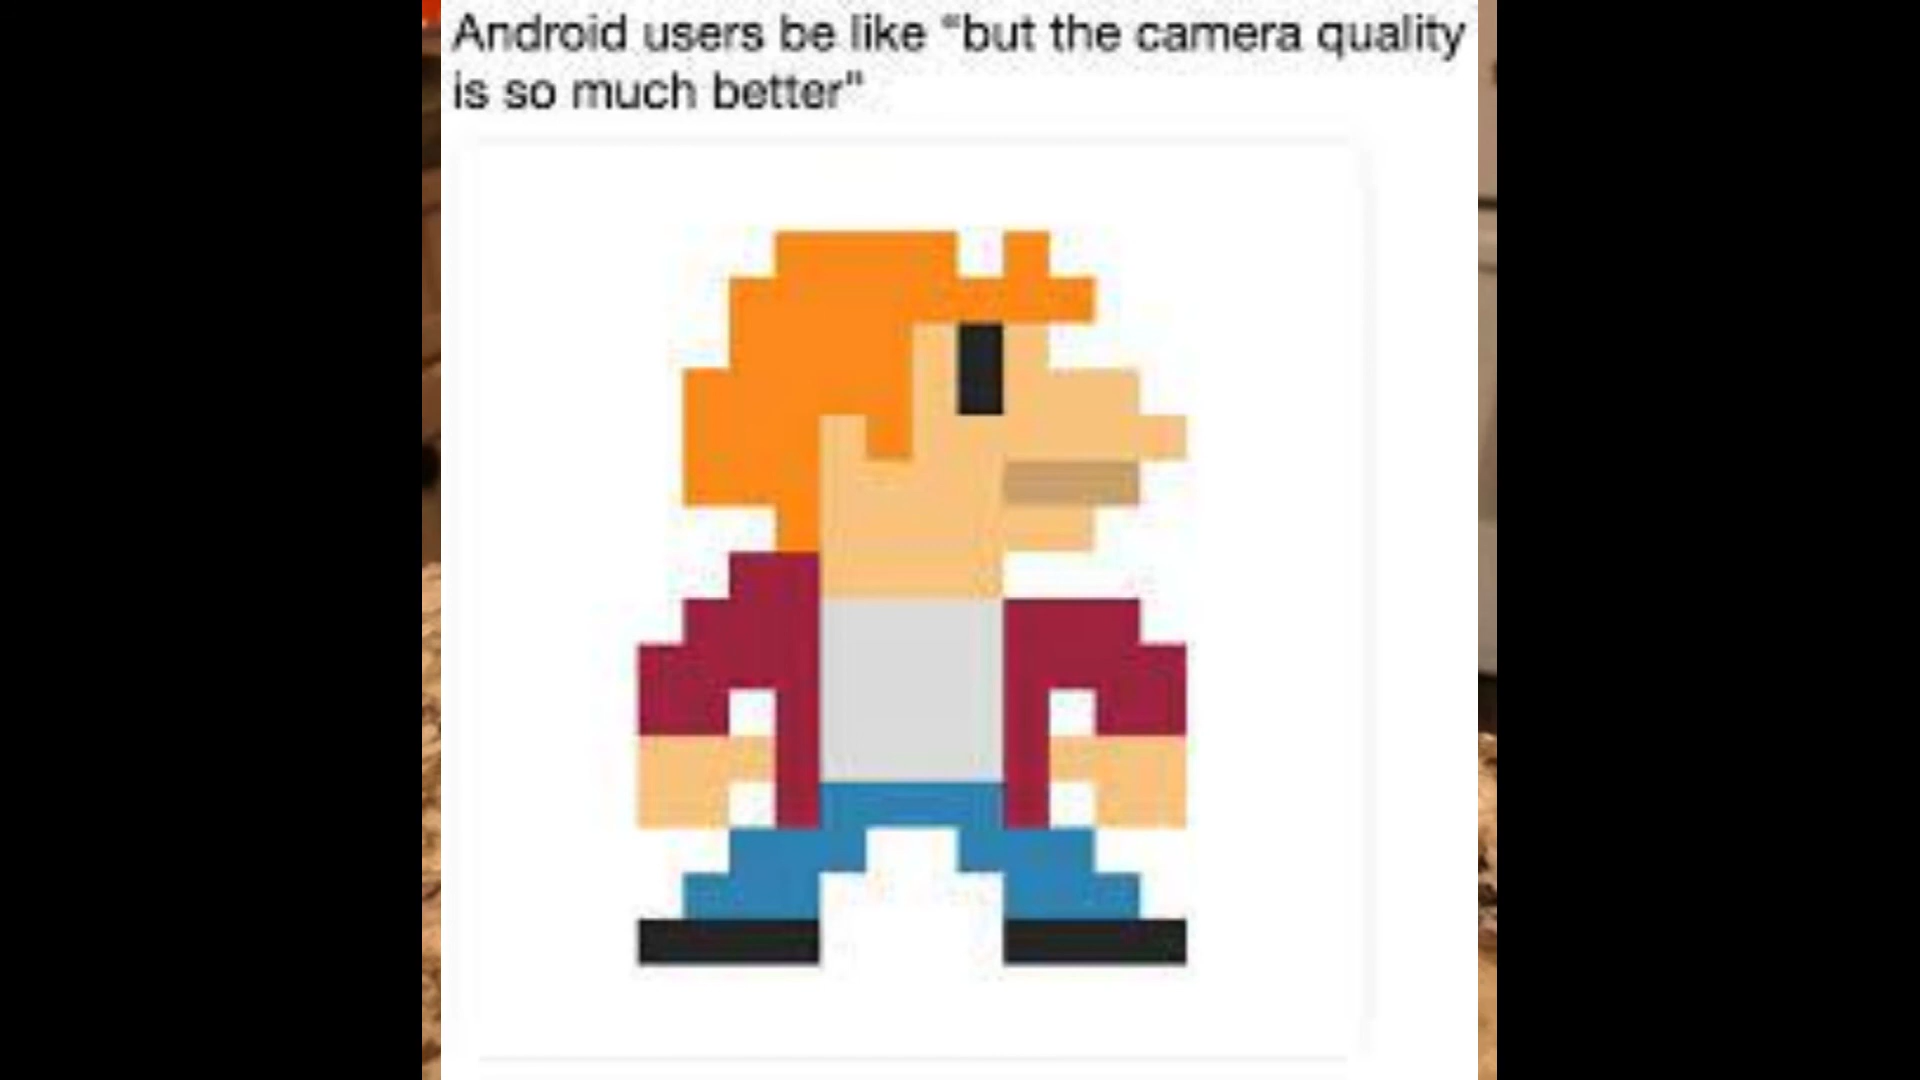 Android users be like “but the camera quality
is so much better"